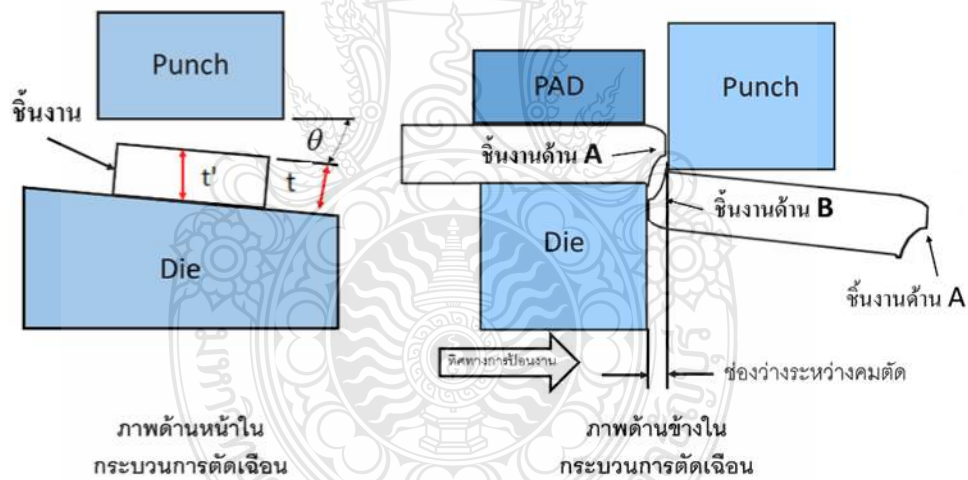 Punch
ชิ้นงาน
θ
t'
t
Die
PAD
Punch
ชิ้นงานด้าน A
ชิ้นงานด้าน B
Die
ชิ้นงานด้าน A
ทิศทางการป้อนงาน
ช่องว่างระหว่างคมตัด
ภาพด้านหน้าใน
กระบวนการตัดเฉือน
ภาพด้านข้างใน
กระบวนการตัดเฉือน